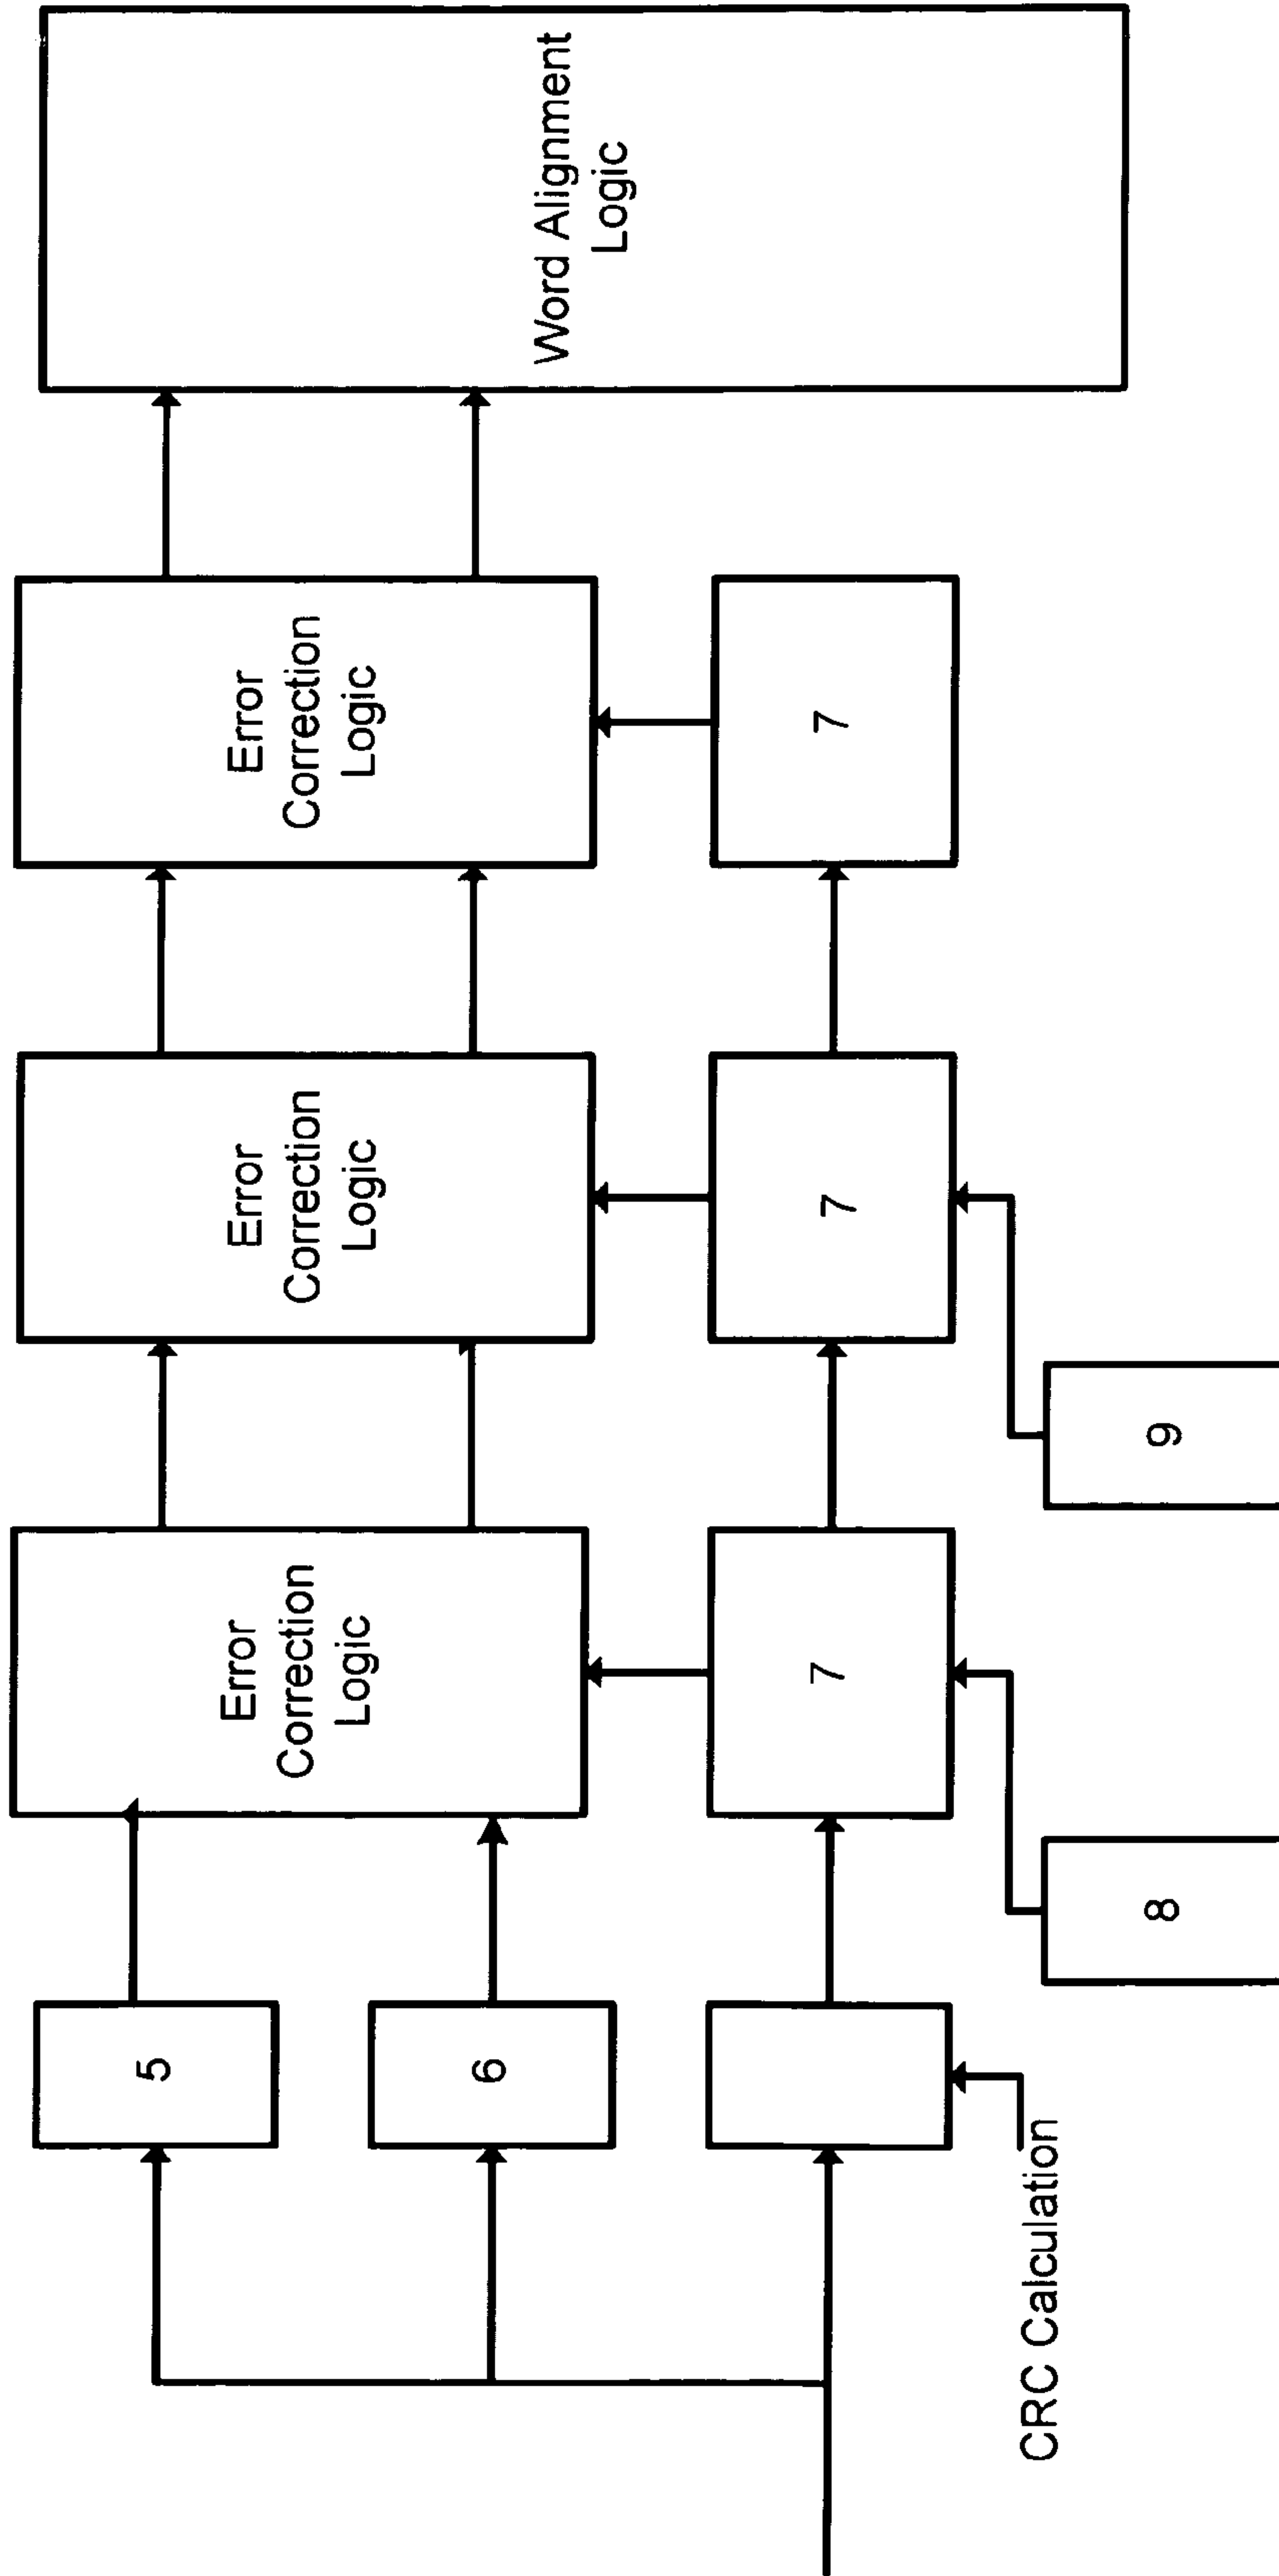 5
Error
Correction
Logic
Error
Correction
Logic
Error
Correction
Logic
Word Alignment
Logic
6
7
7
7
CRC Calculation
8
9